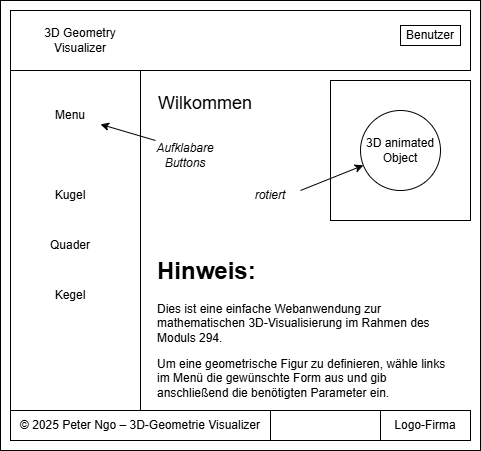 3D Geometry
Visualizer
Benutzer
Menu
Wilkommen
Aufklabare
Buttons
3D animated
Object
rotiert
Kugel
Quader
Kegel
Hinweis:
Dies ist eine einfache Webanwendung zur
mathematischen 3D-Visualisierung im Rahmen des
Moduls 294.
Um eine geometrische Figur zu definieren, wähle links
im Menü die gewünschte Form aus und gib
anschließend die benötigten Parameter ein.
© 2025 Peter Ngo – 3D-Geometrie Visualizer
Logo-Firma